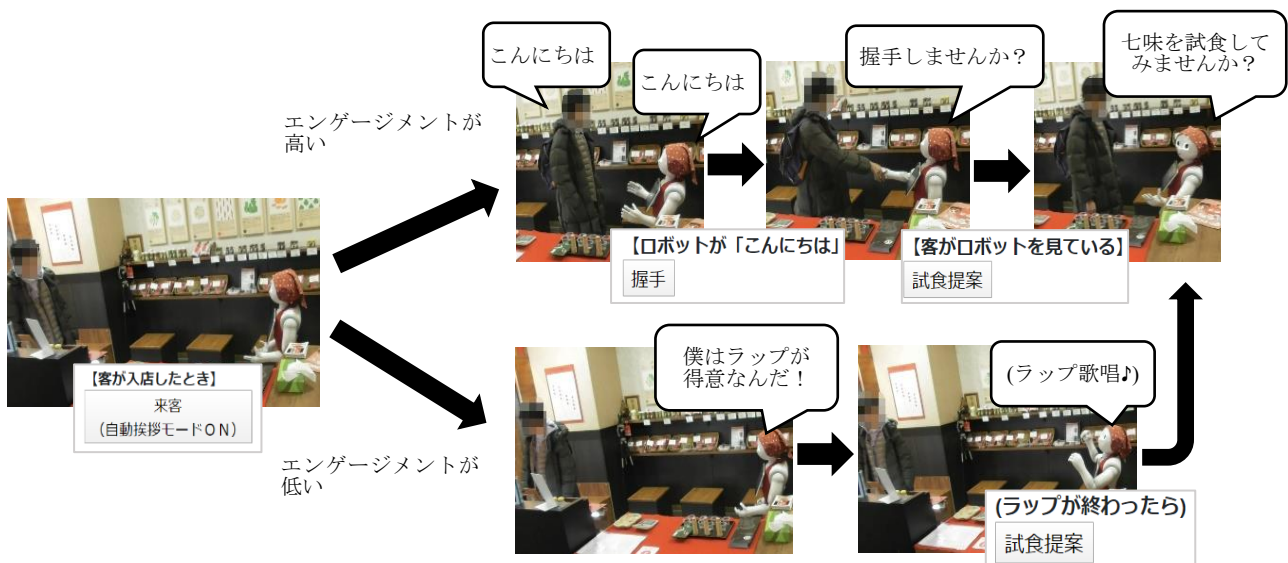 エンゲージメントが
高い
【客が入店したとき】
来客
(自動挨拶モードON)
エンゲージメントが
低い
こんにちは
こんにちは
【ロボットが「こんにちは」
握手
握手しませんか？
【客がロボットを見ている】
試食提案
七味を試食して
みませんか？
僕はラップが
得意なんだ！
(ラップ歌唱♪)
(ラップが終わったら)
試食提案